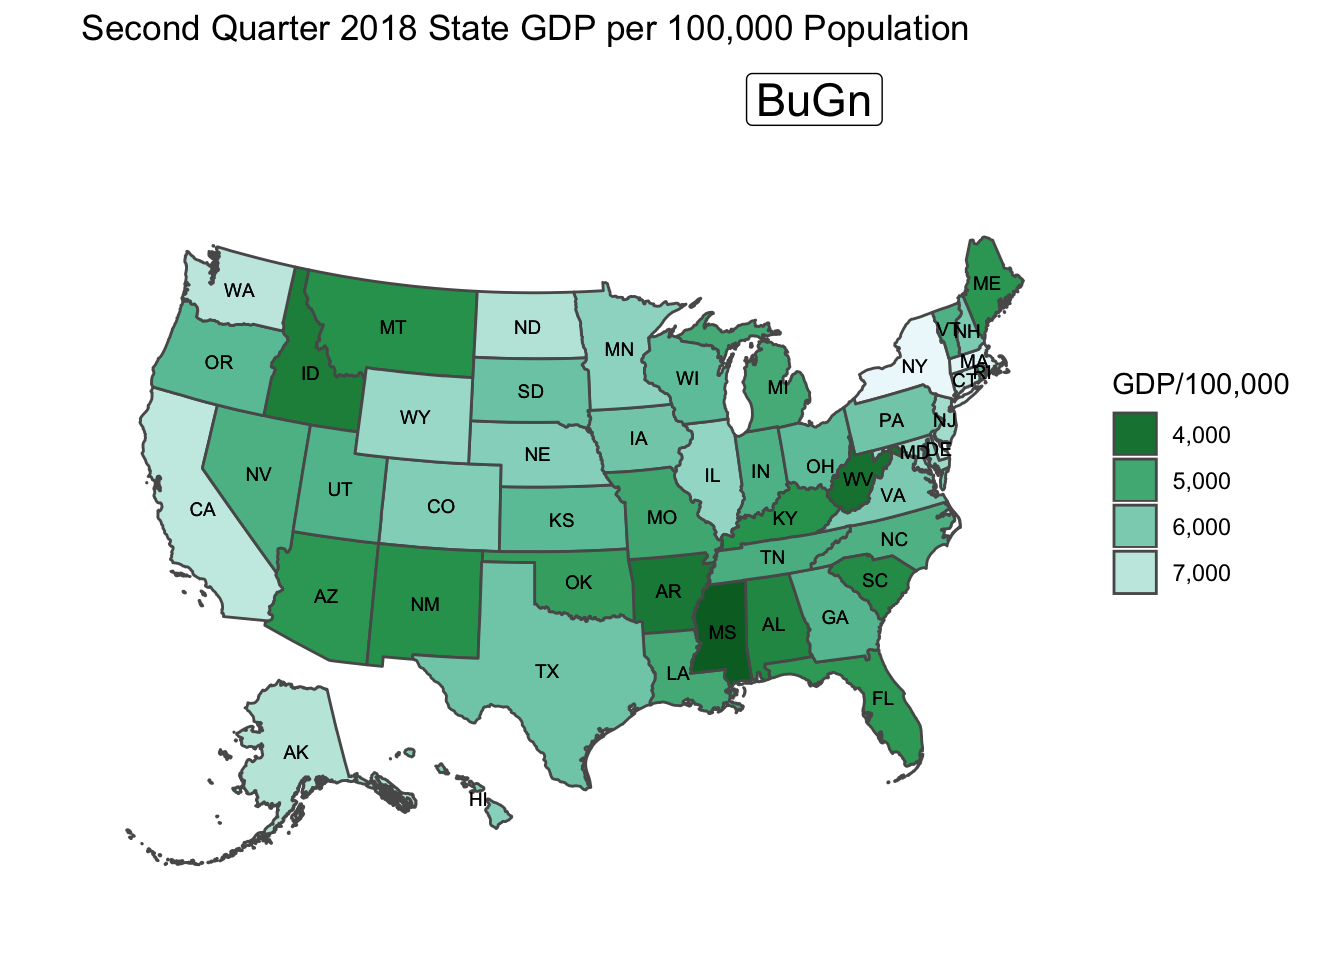 Second Quarter 2018 State GDP per 100,000 Population
BuGn
WA
MT
ND
MN
ME
VT
NH
OR
ID
SD
WI
MI
NY
MA
RI
CT
WY
IA
PA
NJ
NV
UT
CO
NE
KS
IL
IN
OH
MD
DE
WV
VA
CA
MO
KY
NC
TN
AZ
NM
OK
AR
SC
MS
AL
GA
TX
LA
FL
AK
HI
GDP/100,000
4,000
5,000
6,000
7,000